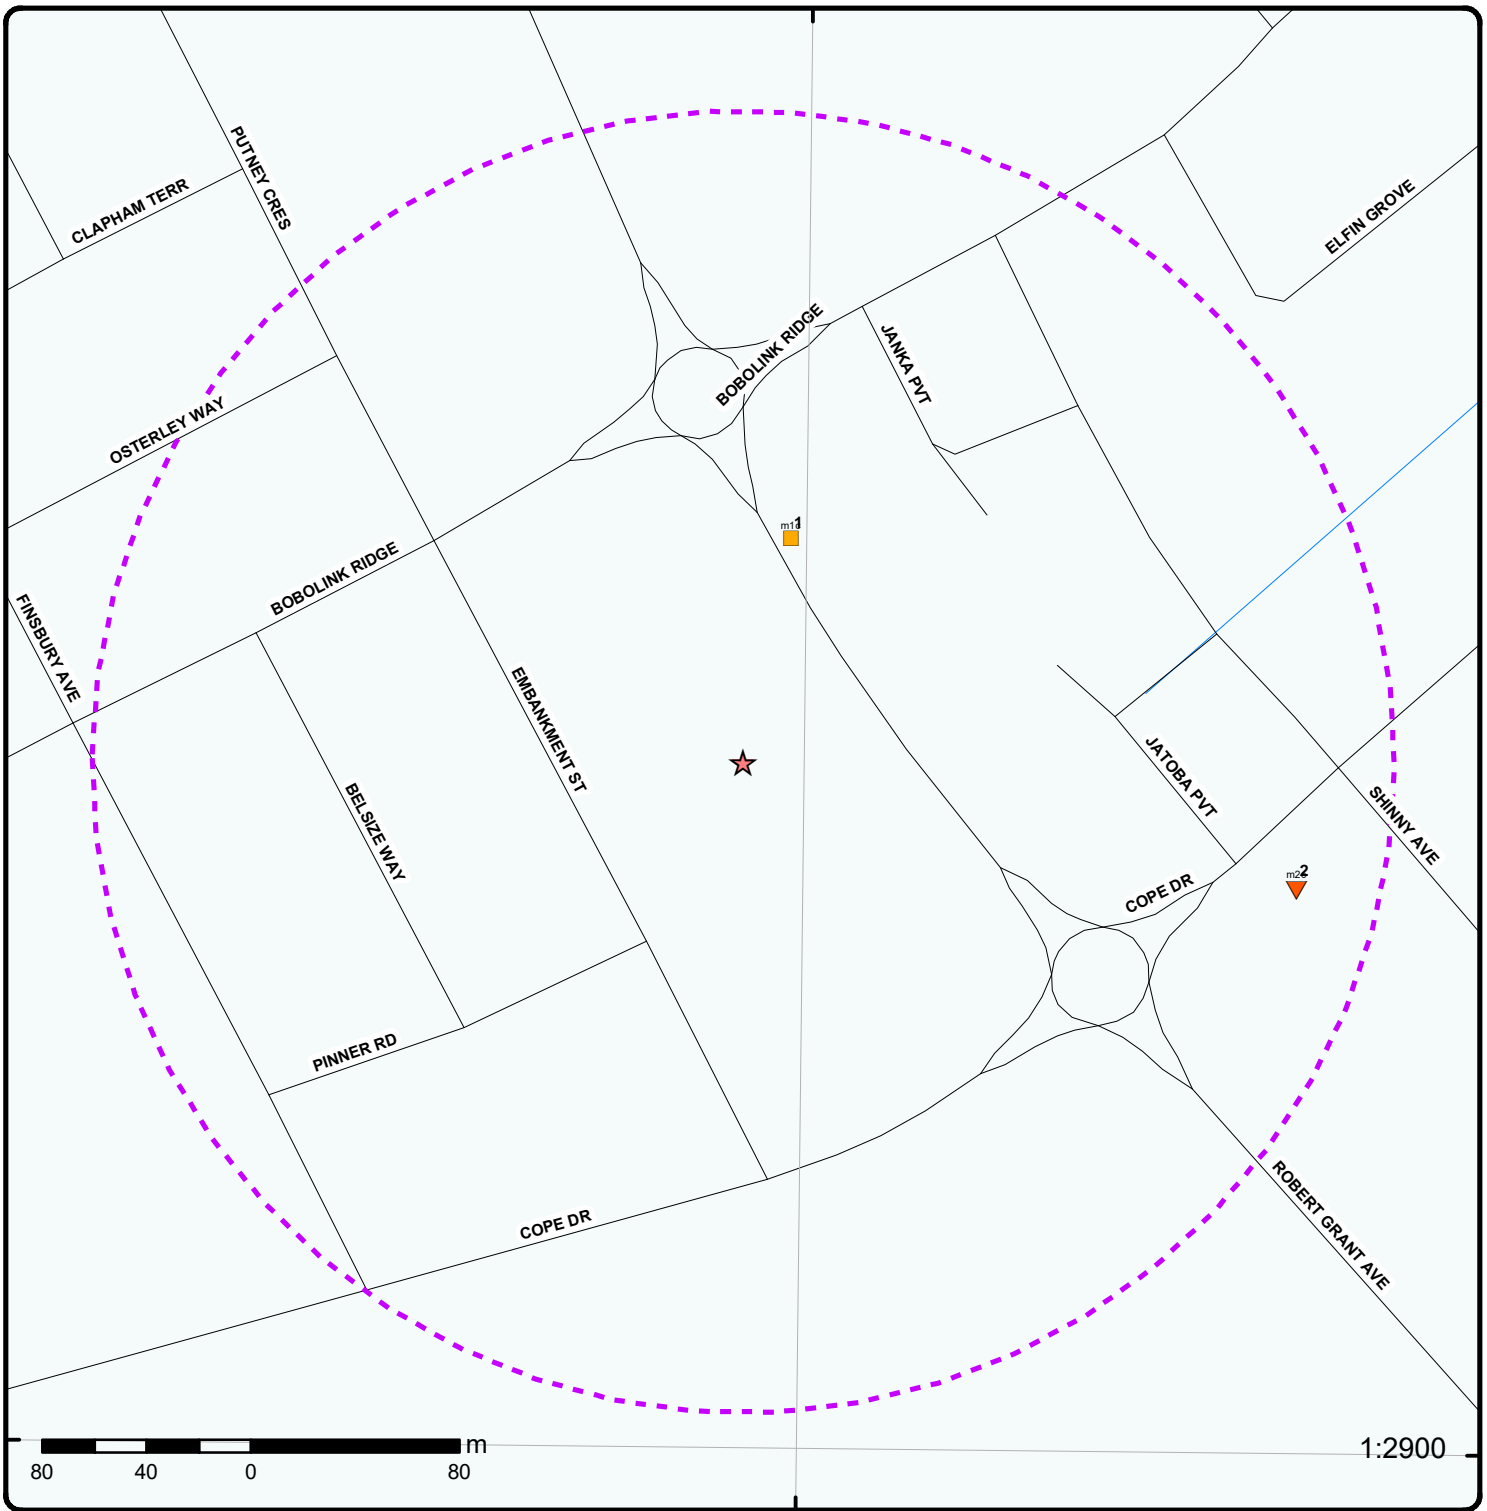 PUTNEY CRES
CLAPHAM TERR
ELFIN GROVE
BOBOLINK RIDGE
JANKA PVT
OSTERLEY WAY
1
BOBOLINK RIDGE
FINSBURY AVE
EMBANKMENT ST
JATOBA PVT
BELSIZE WAY
SHINNY AVE
COPE DR
2
PINNER RD
ROBERT GRANT AVE
COPE DR
m
1:2900
80 40 0 80